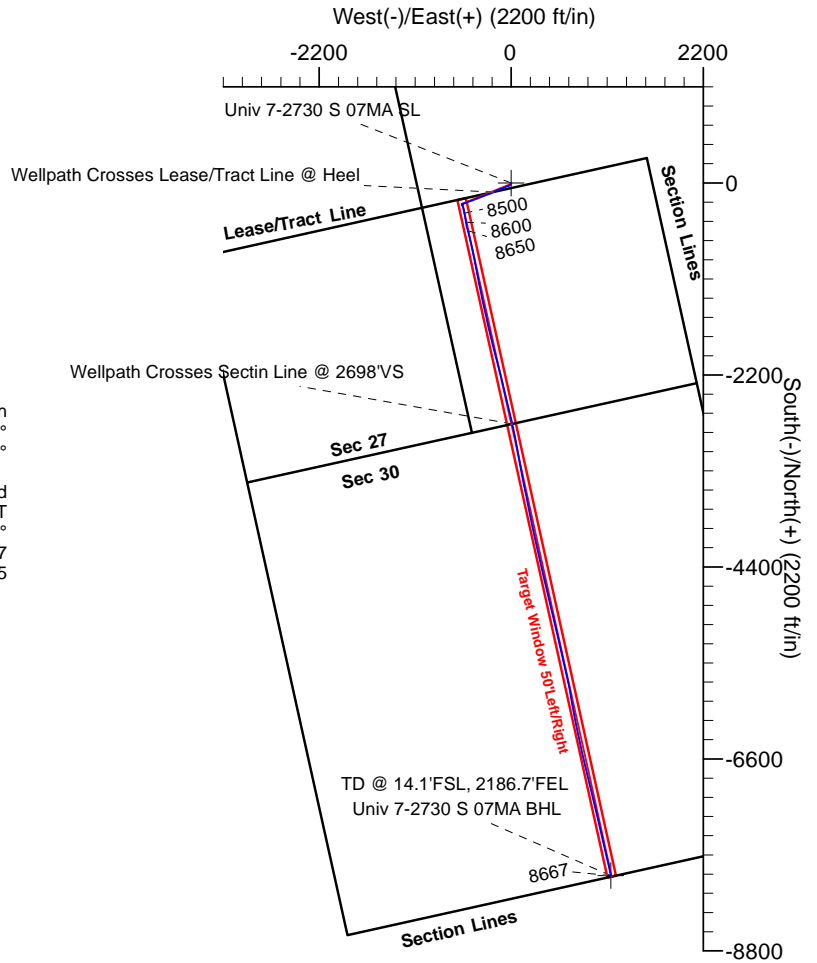 West(-)/East(+) (2200 ft/in)
-2200 0 2200
Univ 7-2730 S 07MA SL
Wellpath Crosses Lease/Tract Line @ Heel
0
Section Lines
8500
8600
8650
Lease/Tract Line
Wellpath Crosses Sectin Line @ 2698'VS
-2200
South(-)/North(+) (2200 ft/in)
h
°
°
Sec 27
Sec 30
d
T
°
7
5
-4400
Target Window 50'Left/Right
-6600
TD @ 14.1'FSL, 2186.7'FEL
Univ 7-2730 S 07MA BHL
8667
Section Lines
-8800